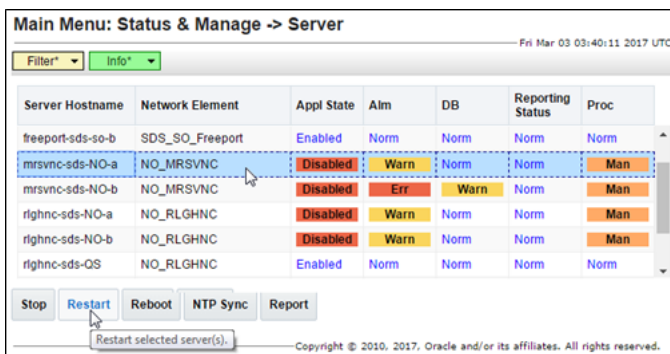 Main Menu: Status & Manage -> Server
Fri Mar 03 03:40:11 2017 UTC
Filter* Info*
Server Hostname Network Element Appl State Alm DB Reporting Status Proc
freeport-sds-so-b SDS_SO_Freeport Enabled Norm Norm Norm Norm
mrsvnc-sds-NO-a NO_MRSVNC Disabled Warn Norm Norm Man
mrsvnc-sds-NO-b NO_MRSVNC Disabled Err Warn Norm Man
rlghnc-sds-NO-a NO_RLGHNC Disabled Warn Norm Norm Man
rlghnc-sds-NO-b NO_RLGHNC Disabled Warn Norm Norm Man
rlghnc-sds-QS NO_RLGHNC Enabled Norm Norm Norm Norm
Stop Restart Reboot NTP Sync Report
Restart selected server(s).
Copyright © 2010, 2017, Oracle and/or its affiliates. All rights reserved.